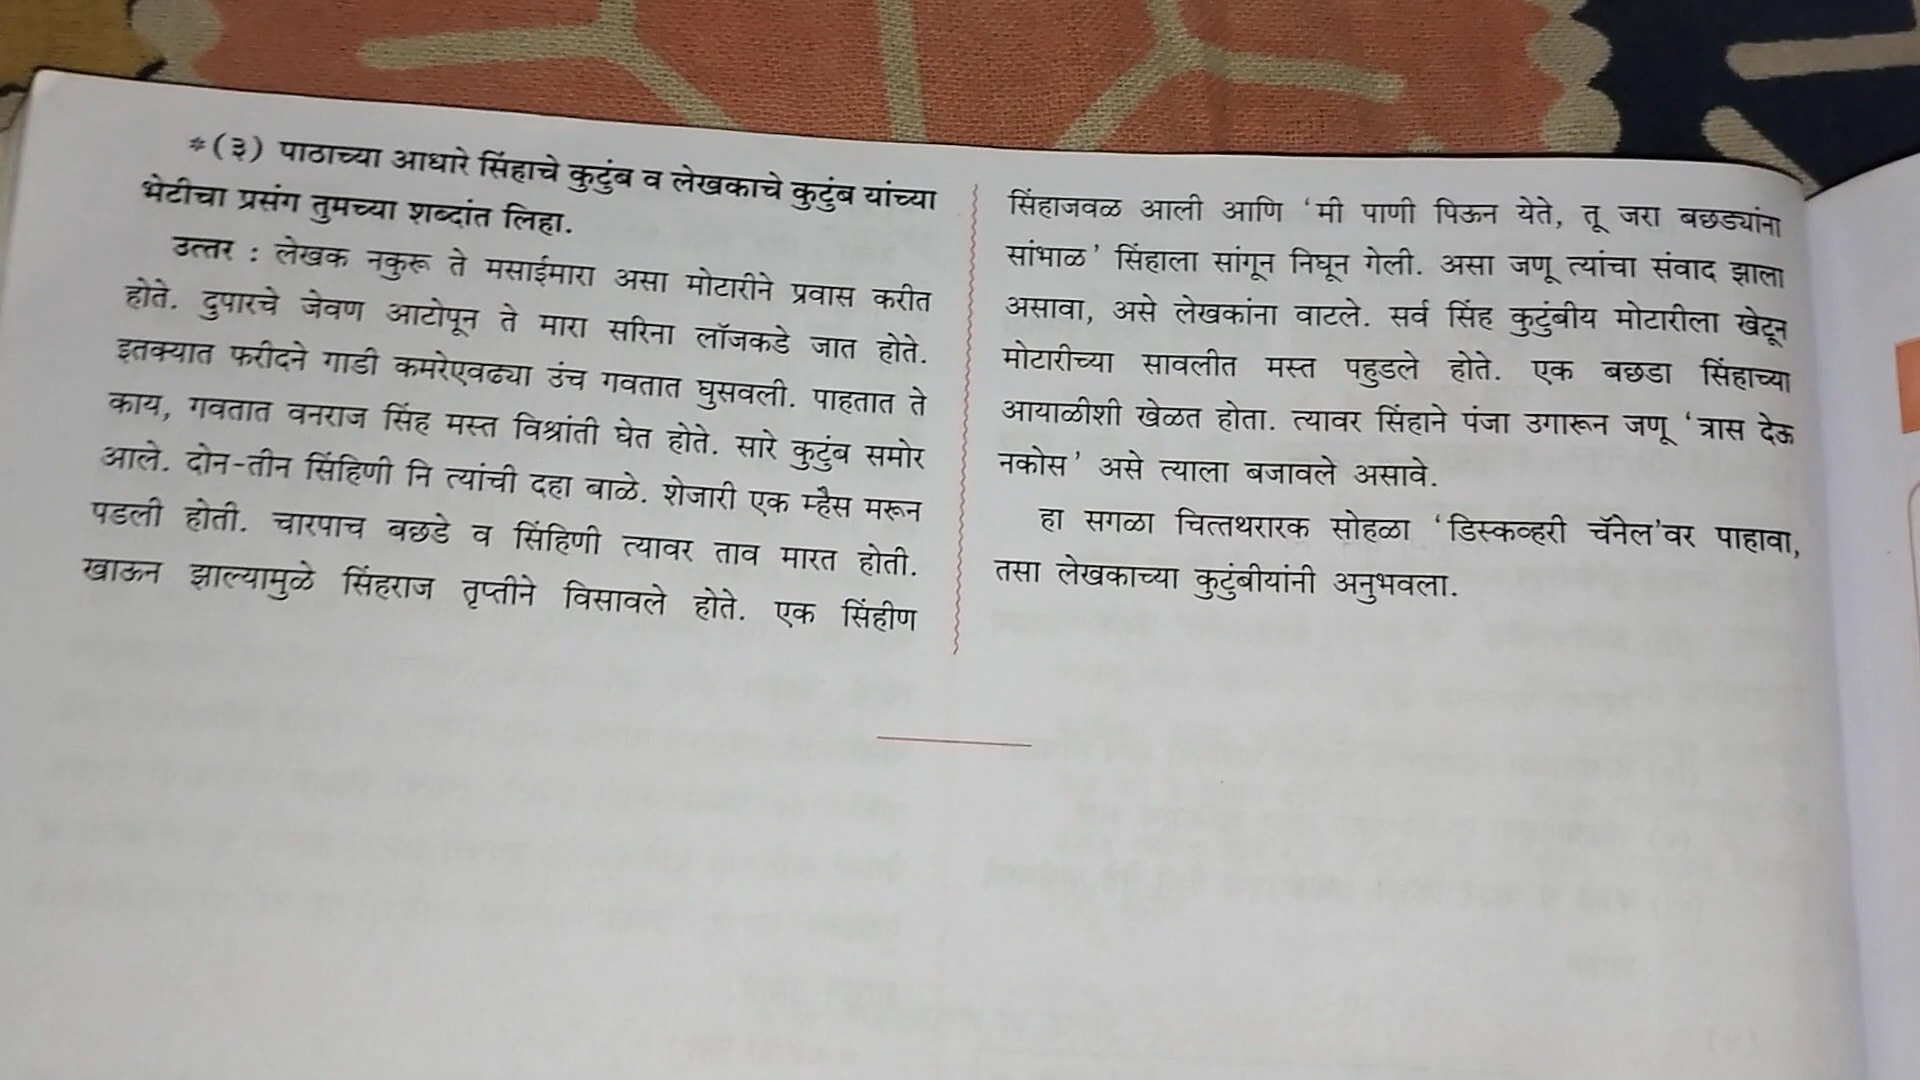 *(३) पाठाच्या आधारे सिंहाचे कुटुंब व लेखकाचे कुटुंब यांच्या
भेटीचा प्रसंग तुमच्या शब्दांत लिहा.
उत्तर : लेखक नकुरू ते मसाईमारा असा मोटारीने प्रवास करीत
होते. दुपारचे जेवण आटोपून ते मारा सरिना लॉजकडे जात होते.
इतक्यात फरीदने गाडी कमरेएवढ्या उंच गवतात घुसवली. पाहतात ते
काय, गवतात वनराज सिंह मस्त विश्रांती घेत होते. सारे कुटुंब समोर
आले. दोन-तीन सिंहिणी नि त्यांची दहा बाळे. शेजारी एक म्हैस मरून
पडली होती. चारपाच बछडे व सिंहिणी त्यावर ताव मारत होती.
खाऊन झाल्यामुळे सिंहराज तृप्तीने विसावले होते. एक सिंहीण
सिंहाजवळ आली आणि ‘मी पाणी पिऊन येते, तू जरा बछड्यांना
सांभाळ’ सिंहाला सांगून निघून गेली. असा जणू त्यांचा संवाद झाला
असावा, असे लेखकांना वाटले. सर्व सिंह कुटुंबीय मोटारीला खेटून
मोटारीच्या सावलीत मस्त पहुडले होते. एक बछडा सिंहाच्या
आयाळीशी खेळत होता. त्यावर सिंहाने पंजा उगारून जणू ‘त्रास देऊ
नकोस’ असे त्याला बजावले असावे.
हा सगळा चित्तथरारक सोहळा ‘डिस्कव्हरी चॅनेल’वर पाहावा,
तसा लेखकाच्या कुटुंबीयांनी अनुभवला.